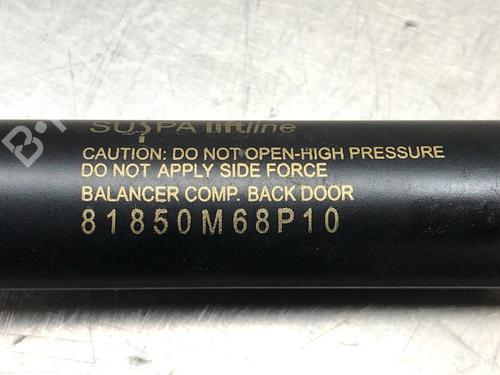 SUSPA liftline
CAUTION: DO NOT OPEN-HIGH PRESSURE
DO NOT APPLY SIDE FORCE
BALANCER COMP. BACK DOOR
81850M68P10